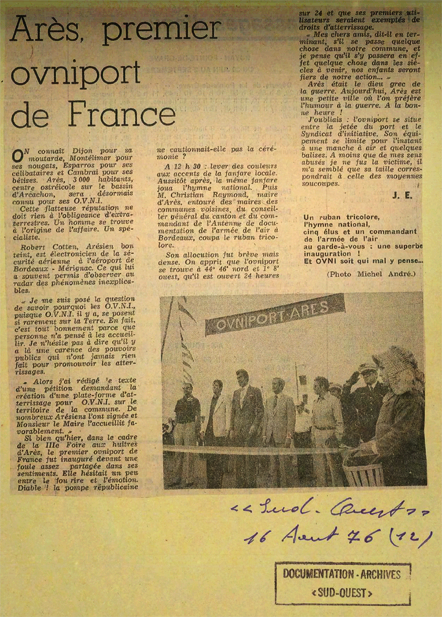 Arès, premier
ovniport
de France
ON connaît Dijon pour sa
moutarde, Montélimar pour
ses nougats, Esparros pour ses
célibataires et Cambrai pour ses
bêtises. Arès, 3 000 habitants,
centre ostréicole sur le bassin
d'Arcachon, sera désormais
connu pour ses O.V.N.I.
Cette flatteuse réputation ne
doit rien à l'obligeance d'extra-
terrestres. Un homme se trouve
à l'origine de l'affaire. Un spé-
cialiste.
Robert Cotten, Arésien bon
teint, est électronicien de la sé-
curité aérienne à l'aéroport de
Bordeaux - Mérignac. Ce qui lui
a souvent permis d'observer au
radar des phénomènes inexplica-
bles.
« Je me suis posé la question
de savoir pourquoi les O.V.N.I.,
puisque O.V.N.I. il y a, se posent
si rarement sur la Terre. En fait,
c'est tout bonnement parce que
personne n'a pensé à les accueil-
lir. Je n'hésite pas à dire qu'il y
a là une carence des pouvoirs
publics qui n'ont jamais rien
fait pour promouvoir les atter-
rissages.
« Alors j'ai rédigé le texte
d'une pétition demandant la
création d'une plate-forme d'at-
terrissage pour O.V.N.I. sur le
territoire de la commune. De
nombreux Arésiens l'ont signée et
Monsieur le Maire l'accueillit fa-
vorablement. »
Si bien qu'hier, dans le cadre
de la IIIe Foire aux huîtres
d'Arès, le premier ovniport de
France fut inauguré devant une
foule assez partagée dans ses
sentiments. Elle hésitait un peu
entre le fou rire et l'émotion.
Diable ! la pompe républicaine
ne cautionnait-elle pas la céré-
monie ?
A 12 h 30 : lever des couleurs
aux accents de la fanfare locale.
Aussitôt après, la même fanfare
joua l'hymne national. Puis
M. Christian Raymond, maire
d'Arès, entouré des maires des
communes voisines, du conseil-
ler général du canton et du com-
mandant de l'Antenne de docu-
mentation de l'armée de l'air à
Bordeaux, coupa le ruban trico-
lore.
Son allocution fut brève mais
dense. On apprit que l'ovniport
se trouve à 44° 46° nord et 1° 8°
ouest, qu'il est ouvert 24 heures
sur 24 et que ses premiers uti-
lisateurs seraient exemptés de
droits d'atterrissage.
« Mes chers amis, dit-il en ter-
minant, s'il se passe quelque
chose dans notre commune, et
je pense qu'il s'y passera en ef-
fet quelque chose dans les siè-
cles à venir, nos enfants seront
fiers de notre action... »
Arès était le dieu grec de
la guerre. Aujourd'hui, Arès est
une petite ville où l'on préfère
l'humour à la guerre. A la bon-
ne heure !
J'oubliais : l'ovniport se situe
entre la jetée du port et le
Syndicat d'initiative. Son équi-
pement se limite pour l'instant
à une manche à air et quelques
balises. A moins que de mes sens
abusés je ne fus la victime, il
m'a semblé que sa taille corres-
pondrait à celle des moyennes
soucoupes.
J. E.
Un ruban tricolore,
l'hymne national,
cinq élus et un commandant
de l'armée de l'air
au garde-à-vous : une superbe
inauguration !
Et OVNI soit qui mal y pense...
(Photo Michel André.)
OVNIPORT-ARES
« Sud-Ouest »
16 Aout 76 (12)
DOCUMENTATION - ARCHIVES
«SUD-OUEST»